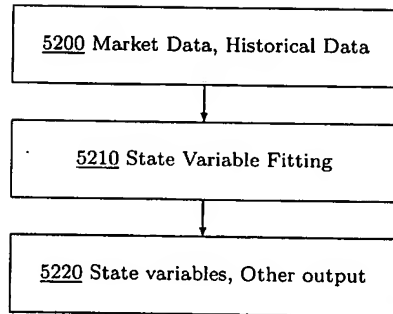 5200 Market Data, Historical Data
5210 State Variable Fitting
5220 State variables, Other output